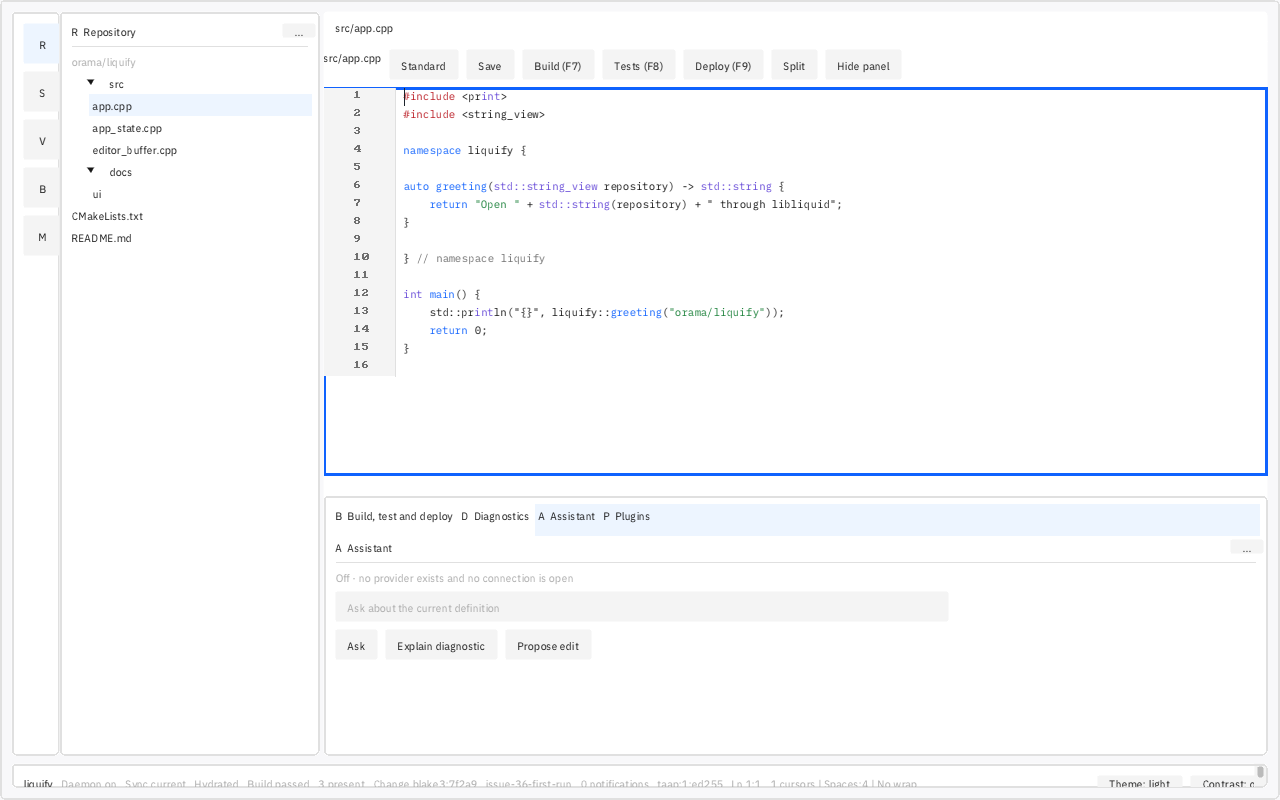 R
S
V
B
M
R Repository
...
orama/liquify
src
app.cpp
app_state.cpp
editor_buffer.cpp
docs
ui
CMakeLists.txt
README.md
src/app.cpp
src/app.cpp Standard Save Build (F7) Tests (F8) Deploy (F9) Split Hide panel
1 #include <print>
2 #include <string_view>
3
4 namespace liquify {
5
6 auto greeting(std::string_view repository) -> std::string {
7 return "Open " + std::string(repository) + " through libliquid";
8 }
9
10 } // namespace liquify
11
12 int main() {
13 std::println("{}", liquify::greeting("orama/liquify"));
14 return 0;
15 }
16
B Build, test and deploy D Diagnostics A Assistant P Plugins
A Assistant ...
Off - no provider exists and no connection is open
Ask about the current definition
Ask Explain diagnostic Propose edit
liquify Daemon on Sync current Hydrated Build passed 3 present Change blake3:7f2a9 issue-36-first-run 0 notifications Ln 1:1 1 cursors | Spaces:4 | No wrap Theme: light Contrast: